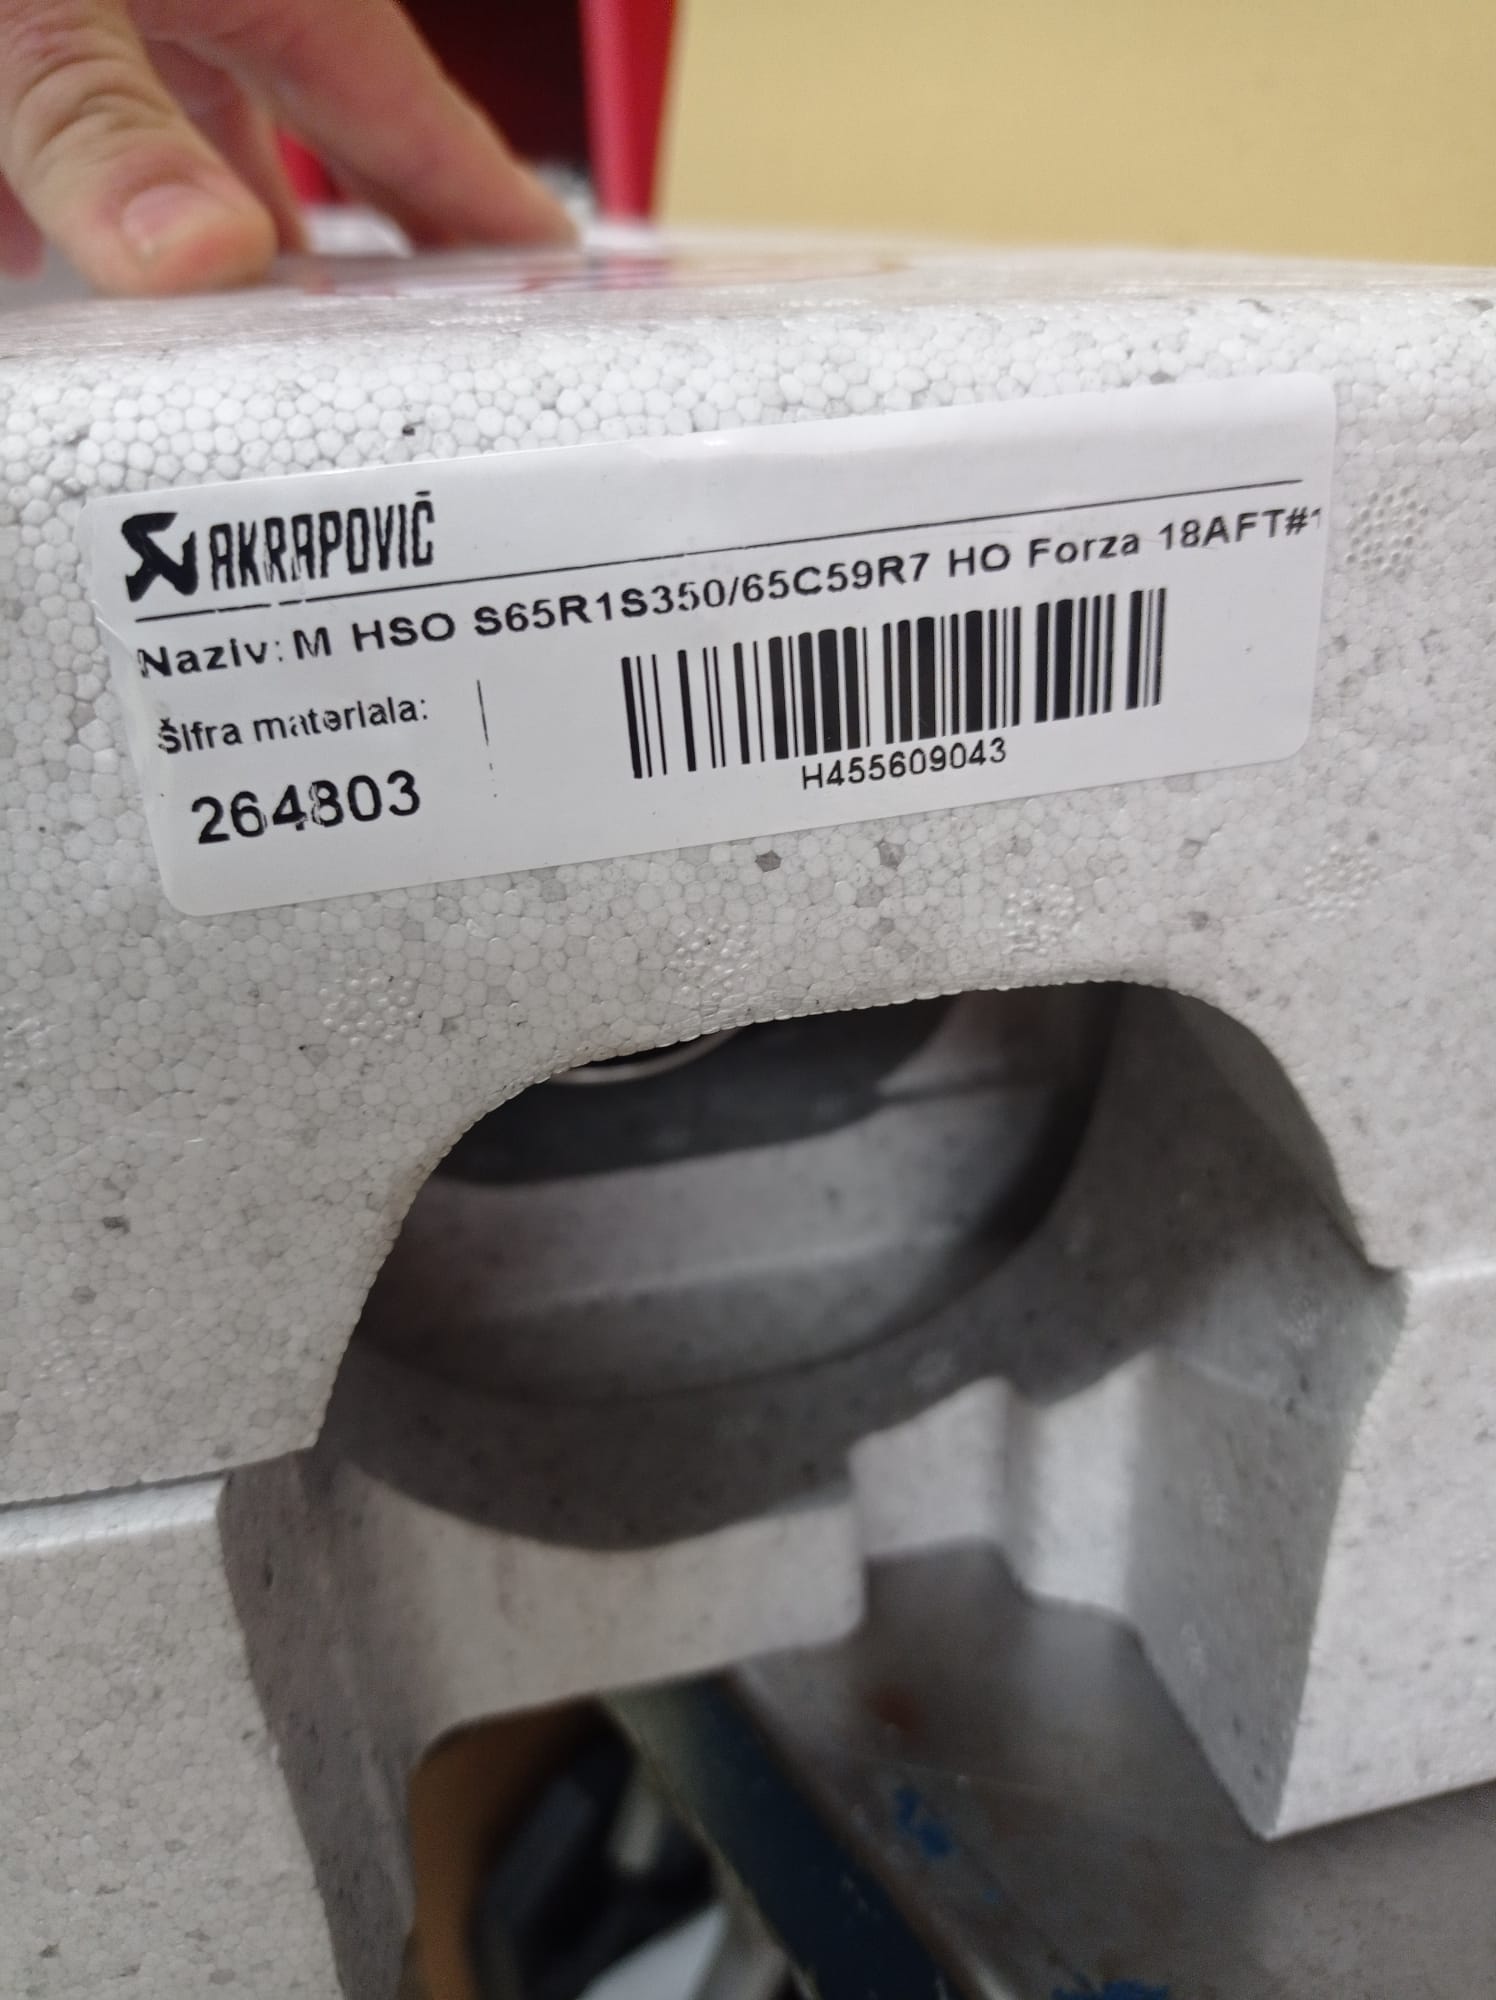 AKRAPOVIČ
Naziv: M HSO S65R1S350/65C59R7 HO Forza 18AFT#1
Šifra materiala:
264803
H455609043